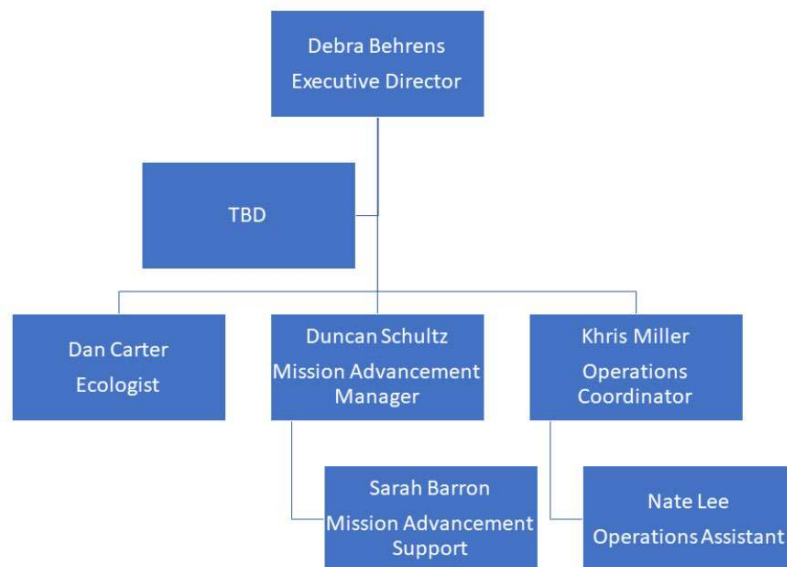 Debra Behrens
Executive Director
TBD
Dan Carter
Ecologist
Duncan Schultz
Mission Advancement
Manager
Khris Miller
Operations
Coordinator
Sarah Barron
Mission Advancement
Support
Nate Lee
Operations Assistant